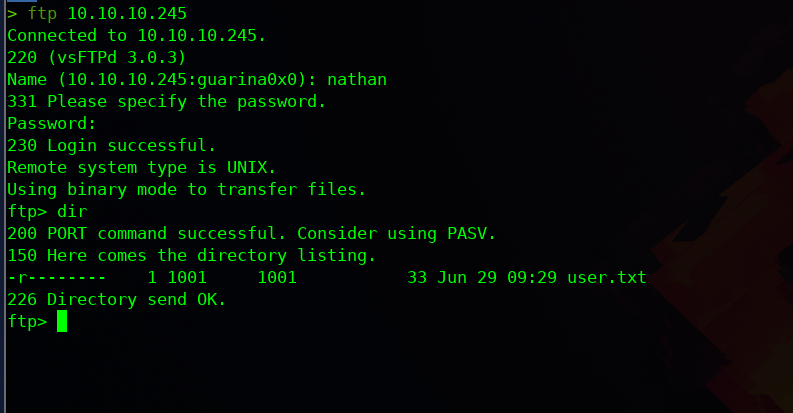 > ftp 10.10.10.245
Connected to 10.10.10.245.
220 (vsFTPd 3.0.3)
Name (10.10.10.245:guarina0x0): nathan
331 Please specify the password.
Password:
230 Login successful.
Remote system type is UNIX.
Using binary mode to transfer files.
ftp> dir
200 PORT command successful. Consider using PASV.
150 Here comes the directory listing.
-r--------    1 1001     1001           33 Jun 29 09:29 user.txt
226 Directory send OK.
ftp>